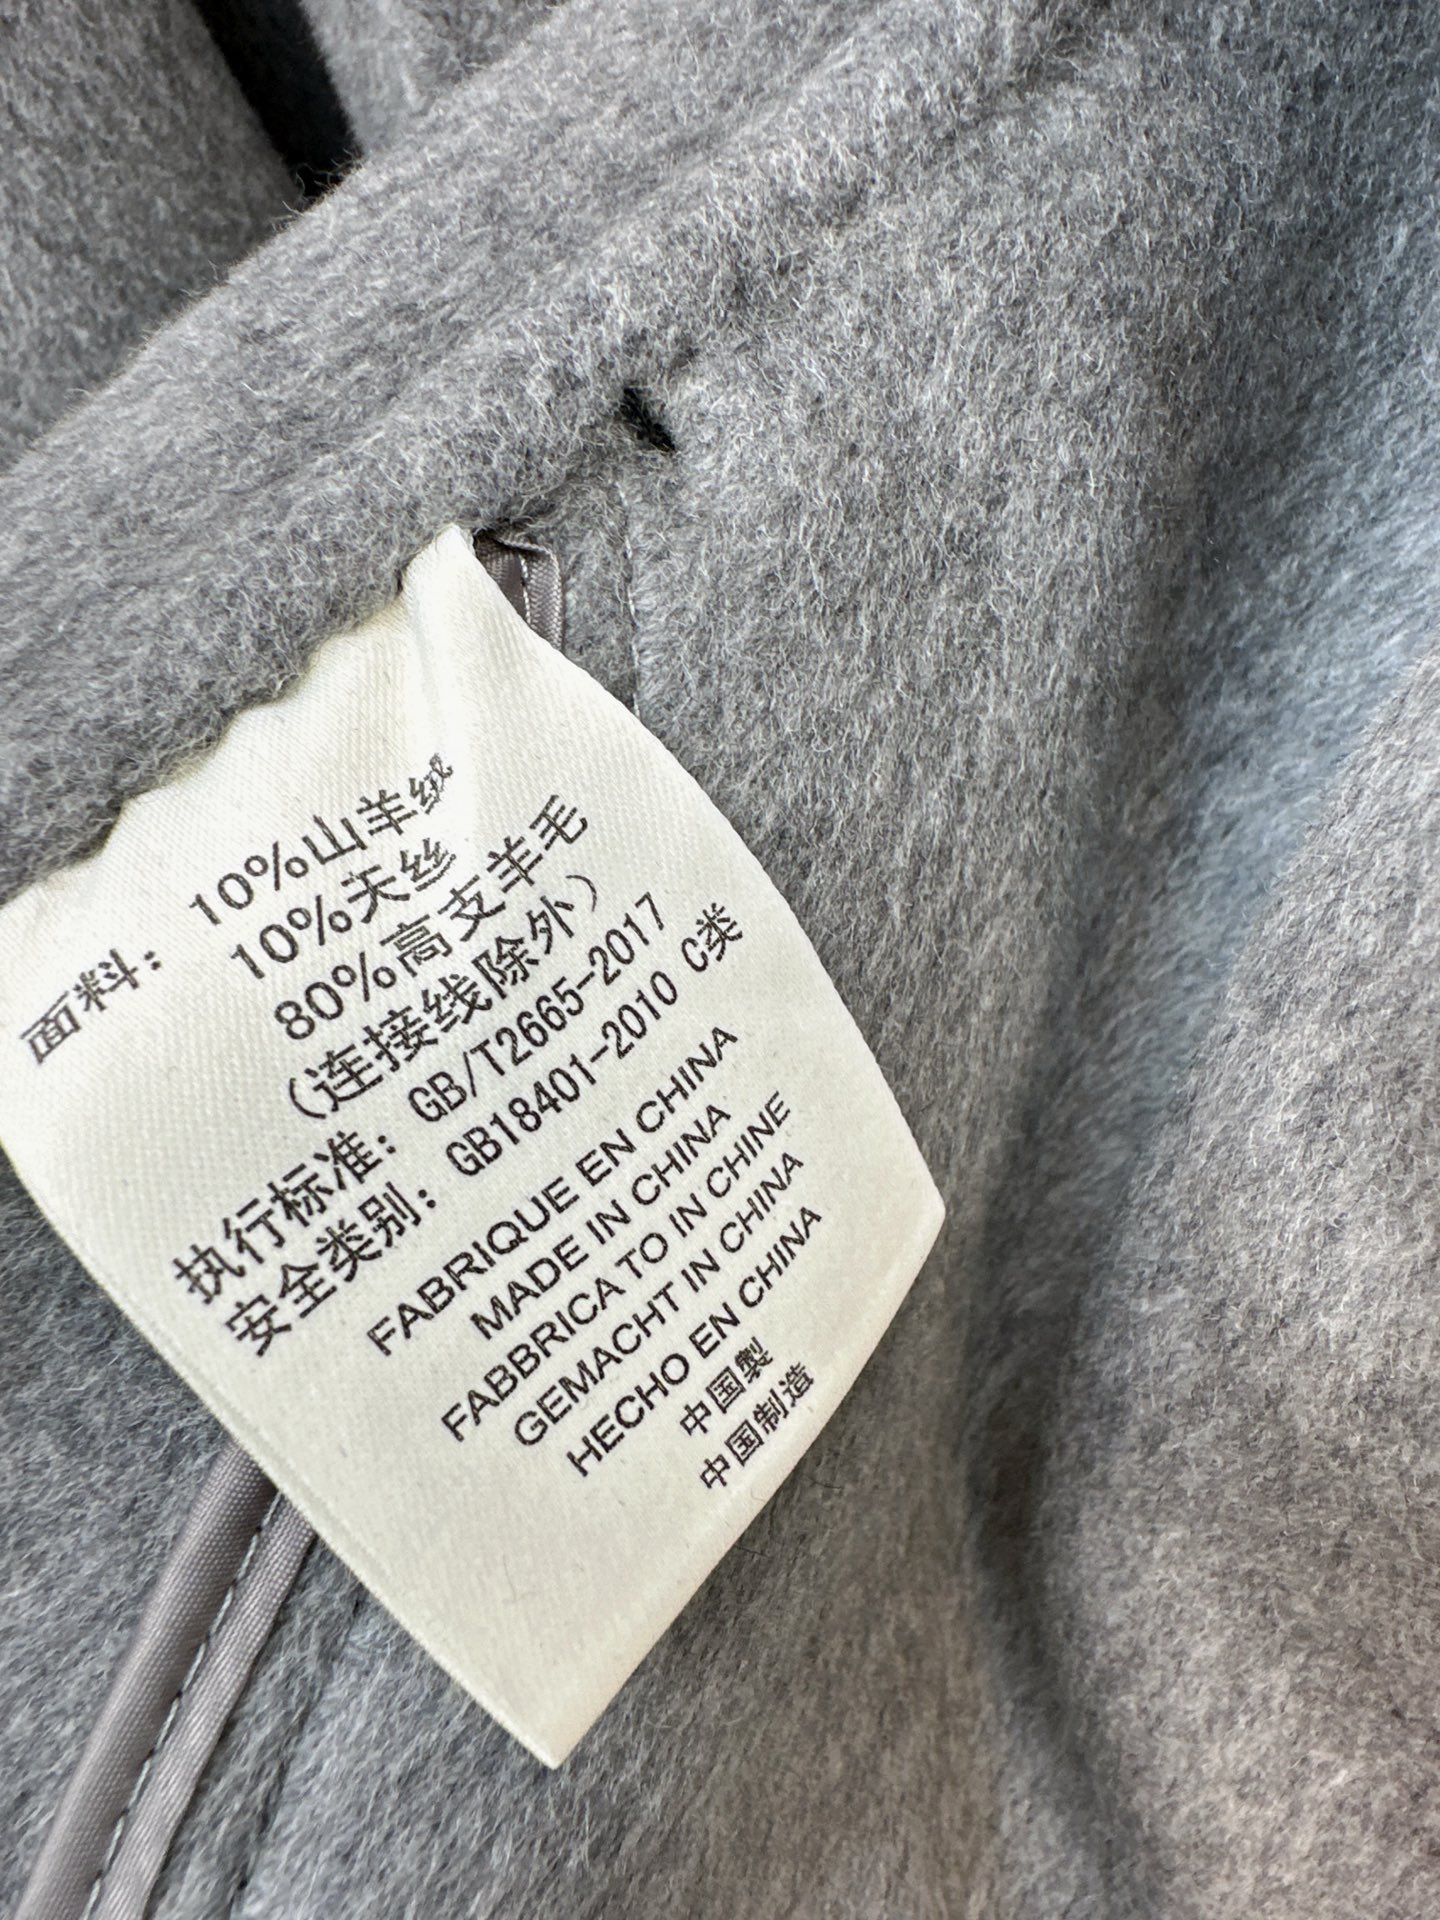 面料：10%山羊绒
10%天丝
80%高支羊毛
（连接线除外）
执行标准：GB/T2665-2017
安全类别：GB18401-2010 C类
FABRIQUE EN CHINA
MADE IN CHINA
FABBRICA TO IN CHINE
GEMACHT IN CHINA
HECHO EN CHINA
中国製
中国制造